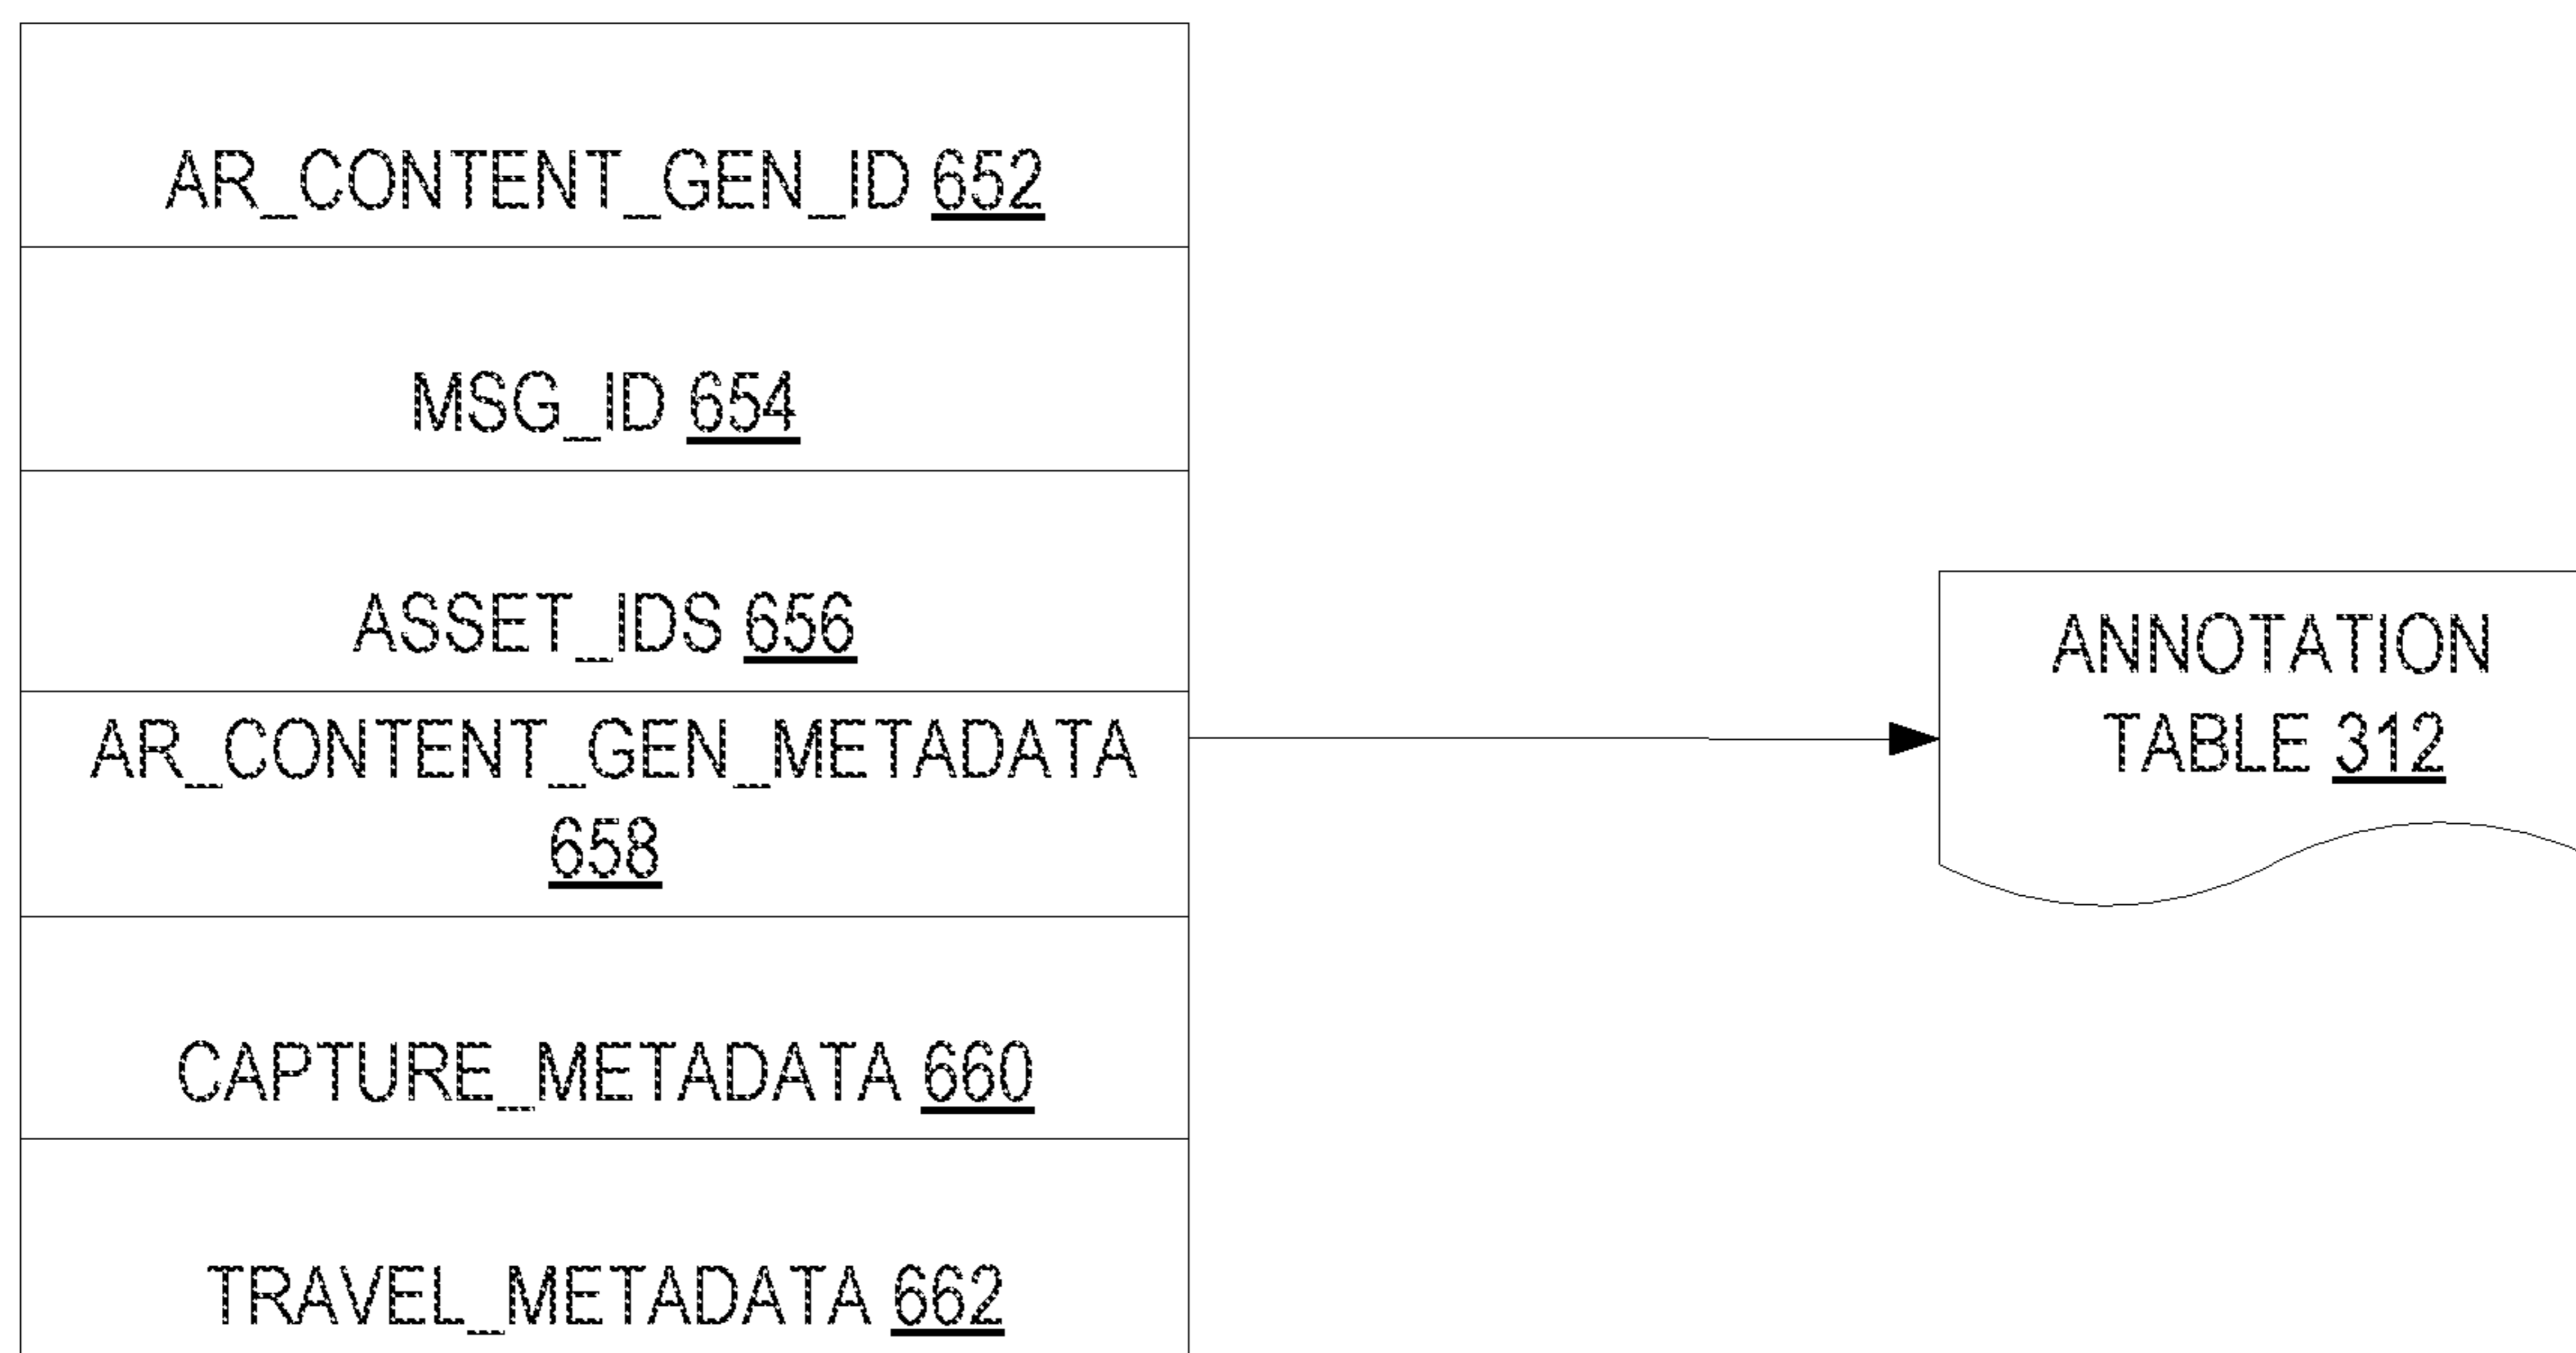 AR_CONTENT_GEN_ID 652
MSG_ID 654
ASSET_IDS 656
AR_CONTENT_GEN_METADATA
658
CAPTURE_METADATA 660
TRAVEL_METADATA 662
ANNOTATION
TABLE 312